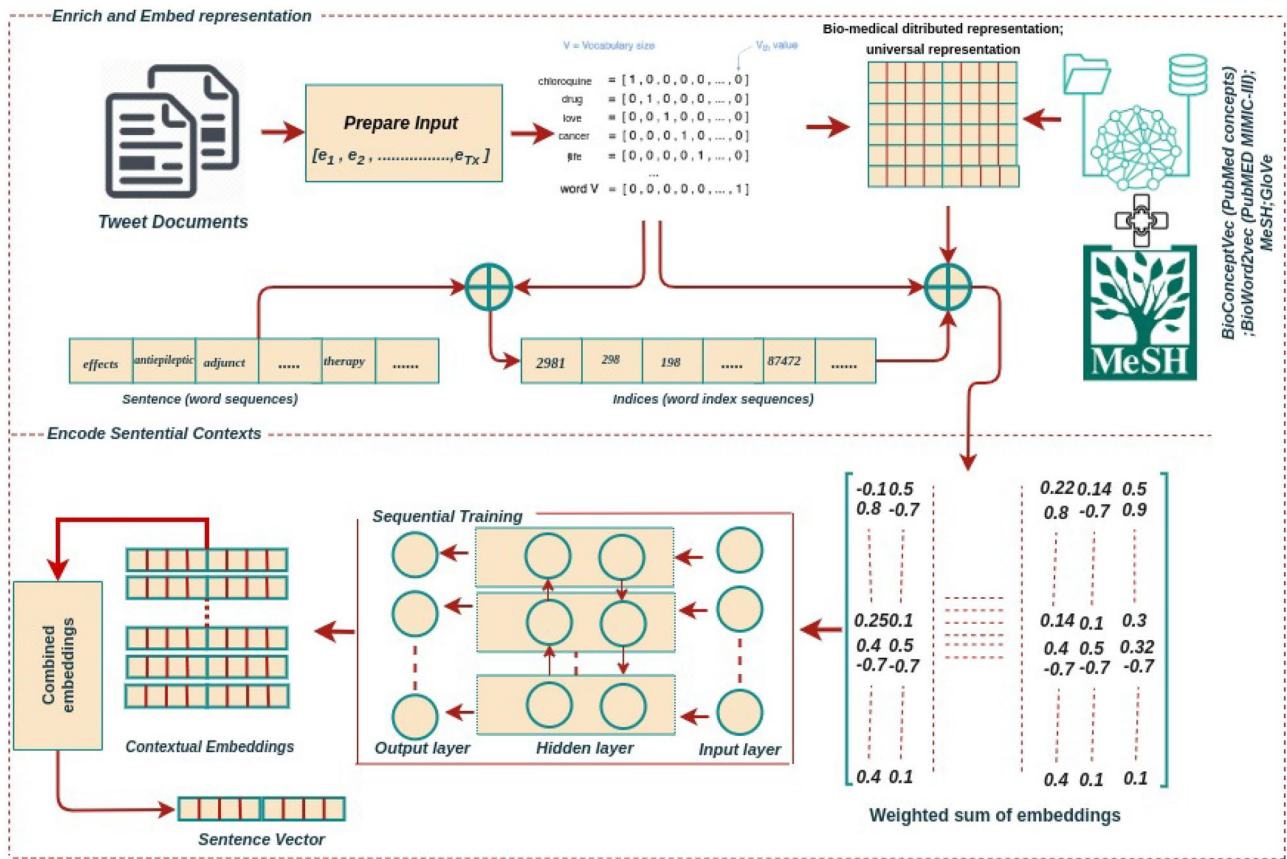 Enrich and Embed representation
Tweet Documents
Prepare Input
[e1 , e2 , .................,eTx ]
V = Vocabulary size
Vth value
chloroquine = [ 1, 0, 0, 0, 0, ..., 0]
drug = [ 0, 1, 0, 0, 0, ..., 0]
love = [ 0, 0, 1, 0, 0, ..., 0]
cancer = [ 0, 0, 0, 1, 0, ..., 0]
life = [ 0, 0, 0, 0, 1, ..., 0]
...
word V = [ 0, 0, 0, 0, 0, ..., 1 ]
Bio-medical ditributed representation;
universal representation
BioConceptVec (PubMed concepts)
;BioWord2vec (PubMED MIMIC-III);
MeSH;GloVe
MeSH
effects antiepileptic adjunct ..... therapy ......
Sentence (word sequences)
2981 298 198 ..... 87472 ......
Indices (word index sequences)
Encode Sentential Contexts
Combined
embeddings
Contextual Embeddings
Sentence Vector
Sequential Training
Output layer
Hidden layer
Input layer
-0.1 0.5 0.22 0.14 0.5
0.8 -0.7 0.8 -0.7 0.9
0.25 0.1 0.14 0.1 0.3
0.4 0.5 0.4 0.5 0.32
-0.7 -0.7 -0.7 -0.7 -0.7
0.4 0.1 0.4 0.1 0.1
Weighted sum of embeddings